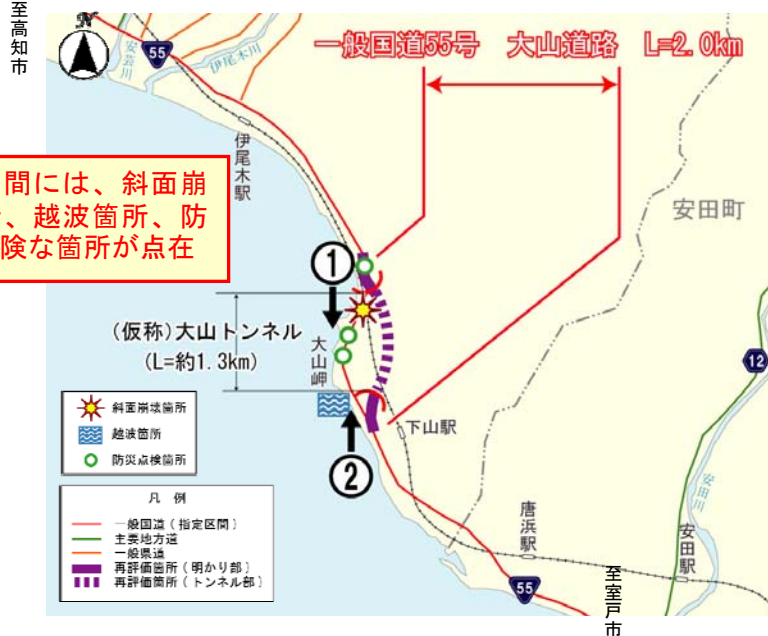 至高知市
一般国道55号 大山道路 L=2.0km
55
安芸川
伊尾木川
伊尾木駅
間には、斜面崩
、越波箇所、防
険な箇所が点在
安田町
①
(仮称)大山トンネル
(L=約1.3km)
大山岬
12
斜面崩壊箇所
越波箇所
防災点検箇所
下山駅
②
凡 例
一般国道(指定区間)
主要地方道
一般県道
再評価箇所(明かり部)
再評価箇所(トンネル部)
唐浜駅
安田川
安田駅
55
至室戸市